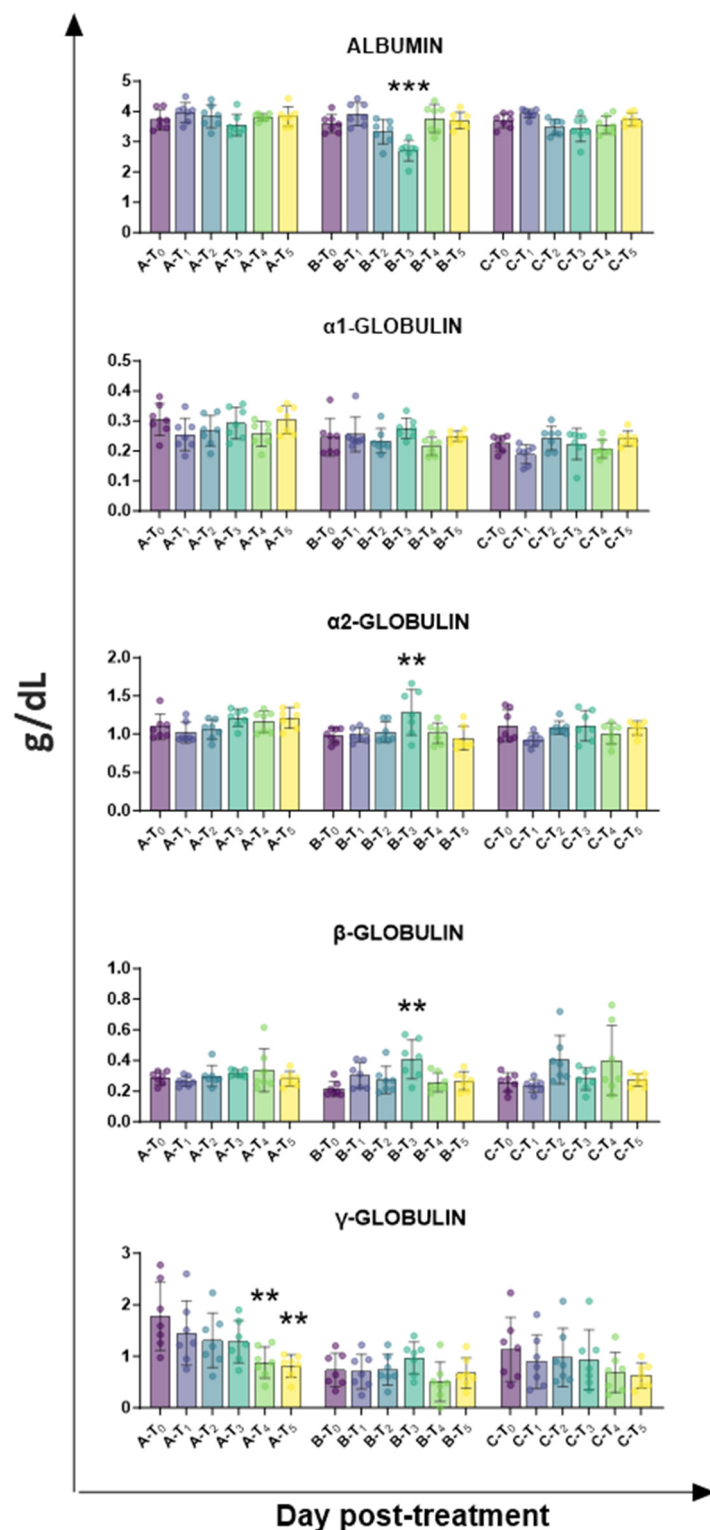 ALBUMIN
5
***
4
3
2
1
0
A-T₀ A-T₁ A-T₂ A-T₃ A-T₄ A-T₅ B-T₀ B-T₁ B-T₂ B-T₃ B-T₄ B-T₅ C-T₀ C-T₁ C-T₂ C-T₃ C-T₄ C-T₅
α1-GLOBULIN
0.5
0.4
0.3
0.2
0.1
0.0
A-T₀ A-T₁ A-T₂ A-T₃ A-T₄ A-T₅ B-T₀ B-T₁ B-T₂ B-T₃ B-T₄ B-T₅ C-T₀ C-T₁ C-T₂ C-T₃ C-T₄ C-T₅
α2-GLOBULIN
2.0
**
1.5
1.0
0.5
0.0
A-T₀ A-T₁ A-T₂ A-T₃ A-T₄ A-T₅ B-T₀ B-T₁ B-T₂ B-T₃ B-T₄ B-T₅ C-T₀ C-T₁ C-T₂ C-T₃ C-T₄ C-T₅
g/dL
β-GLOBULIN
1.0
0.8
**
0.6
0.4
0.2
0.0
A-T₀ A-T₁ A-T₂ A-T₃ A-T₄ A-T₅ B-T₀ B-T₁ B-T₂ B-T₃ B-T₄ B-T₅ C-T₀ C-T₁ C-T₂ C-T₃ C-T₄ C-T₅
γ-GLOBULIN
3
** **
2
1
0
A-T₀ A-T₁ A-T₂ A-T₃ A-T₄ A-T₅ B-T₀ B-T₁ B-T₂ B-T₃ B-T₄ B-T₅ C-T₀ C-T₁ C-T₂ C-T₃ C-T₄ C-T₅
Day post-treatment